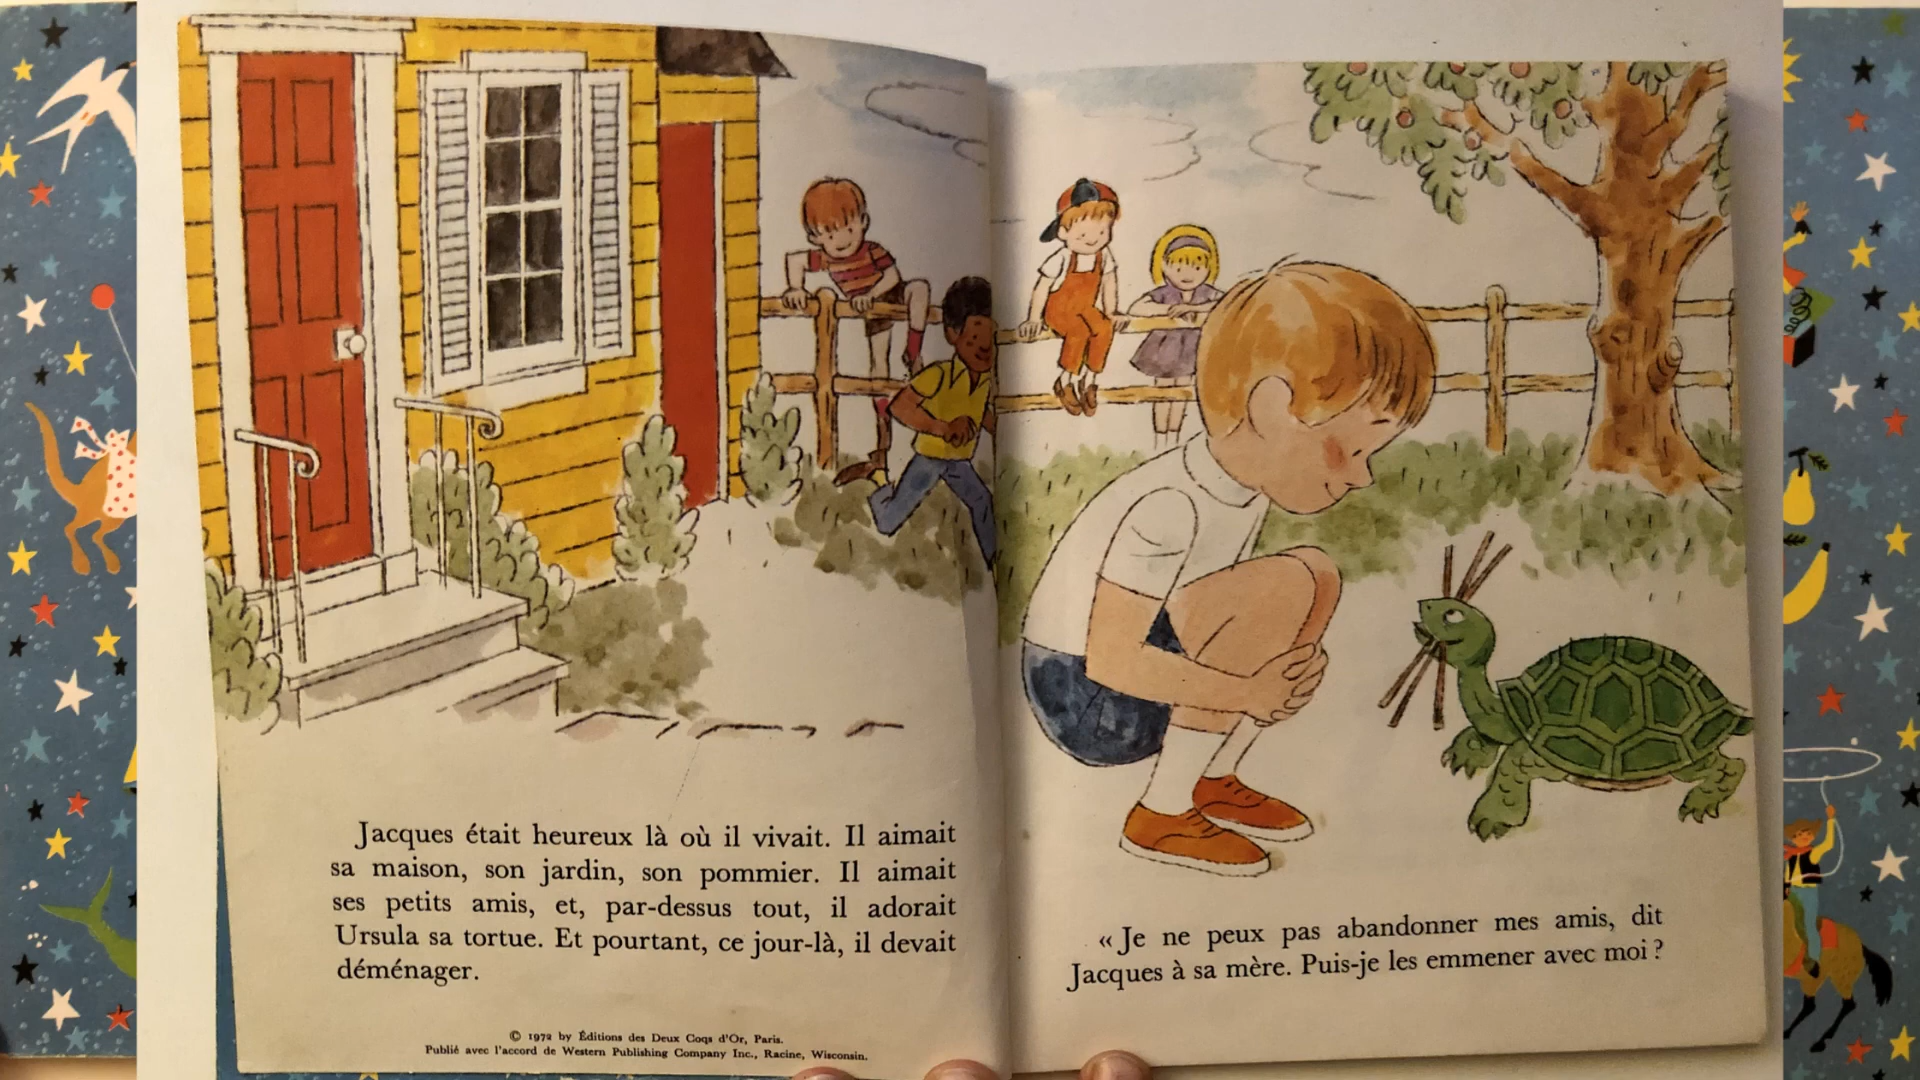 Jacques était heureux là où il vivait. Il aimait
sa maison, son jardin, son pommier. Il aimait
ses petits amis, et, par-dessus tout, il adorait
Ursula sa tortue. Et pourtant, ce jour-là, il devait
déménager.
© 1972 by Éditions des Deux Coqs d'Or, Paris.
Publié avec l'accord de Western Publishing Company Inc., Racine, Wisconsin.
« Je ne peux pas abandonner mes amis, dit
Jacques à sa mère. Puis-je les emmener avec moi ?